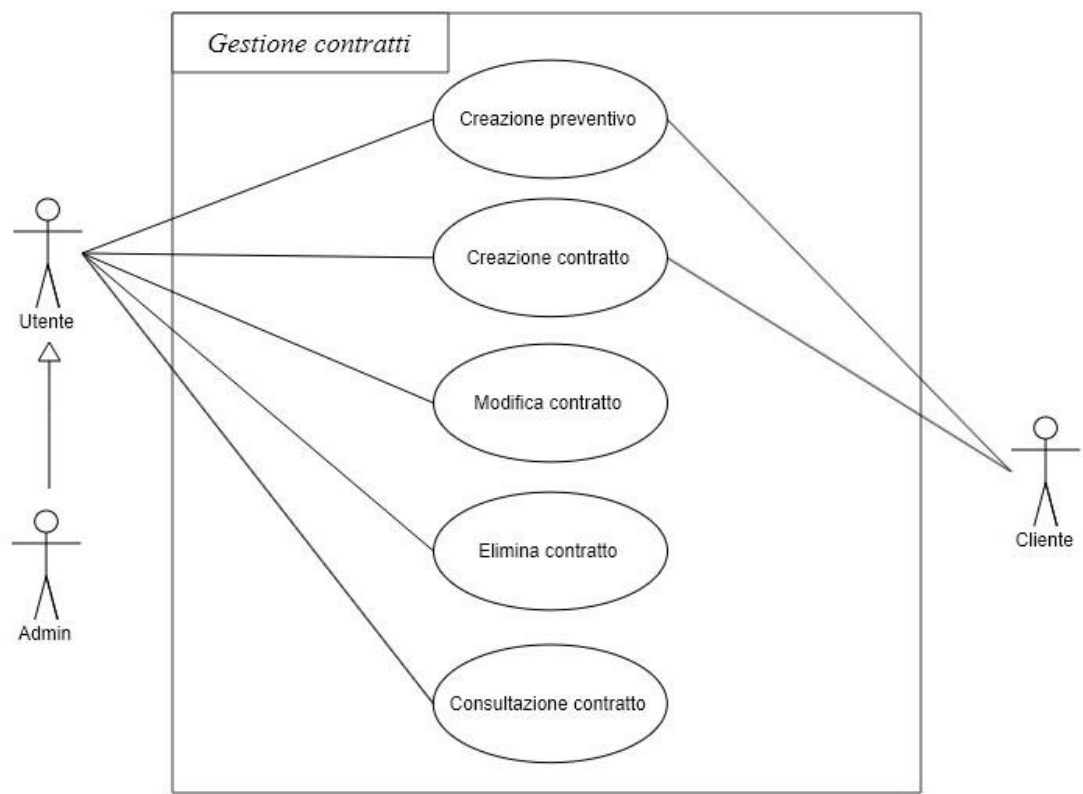 Gestione contratti
Creazione preventivo
Creazione contratto
Utente
Modifica contratto
Cliente
Elimina contratto
Admin
Consultazione contratto